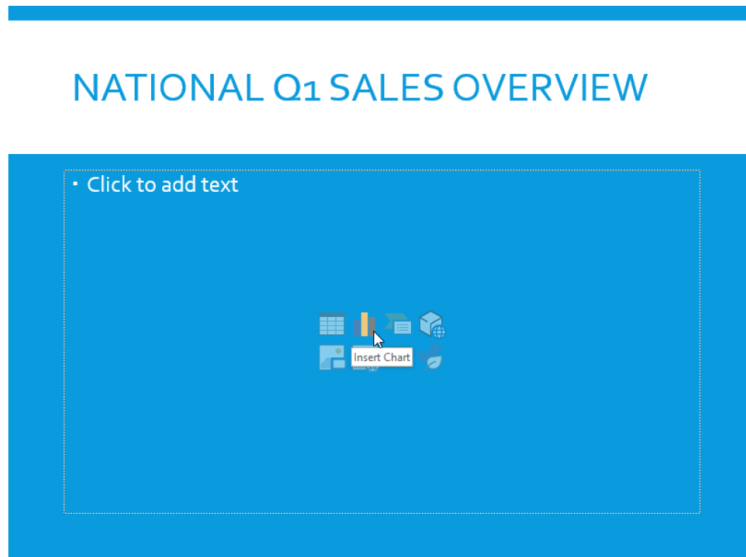 NATIONAL Q1 SALES OVERVIEW
▪ Click to add text
Insert Chart